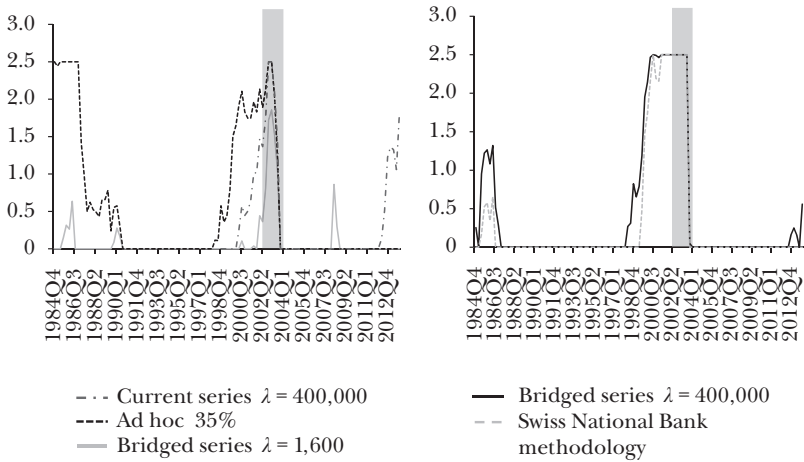 3.0
2.5
2.0
1.5
1.0
0.5
0
1984Q4
1986Q3
1988Q2
1990Q1
1991Q4
1993Q3
1995Q2
1997Q1
1998Q4
2000Q3
2002Q2
2004Q1
2005Q4
2007Q3
2009Q2
2011Q1
2012Q4
Current series λ = 400,000
Ad hoc 35%
Bridged series λ = 1,600
3.0
2.5
2.0
1.5
1.0
0.5
0
1984Q4
1986Q3
1988Q2
1990Q1
1991Q4
1993Q3
1995Q2
1997Q1
1998Q4
2000Q3
2002Q2
2004Q1
2005Q4
2007Q3
2009Q2
2011Q1
2012Q4
Bridged series λ = 400,000
Swiss National Bank
methodology